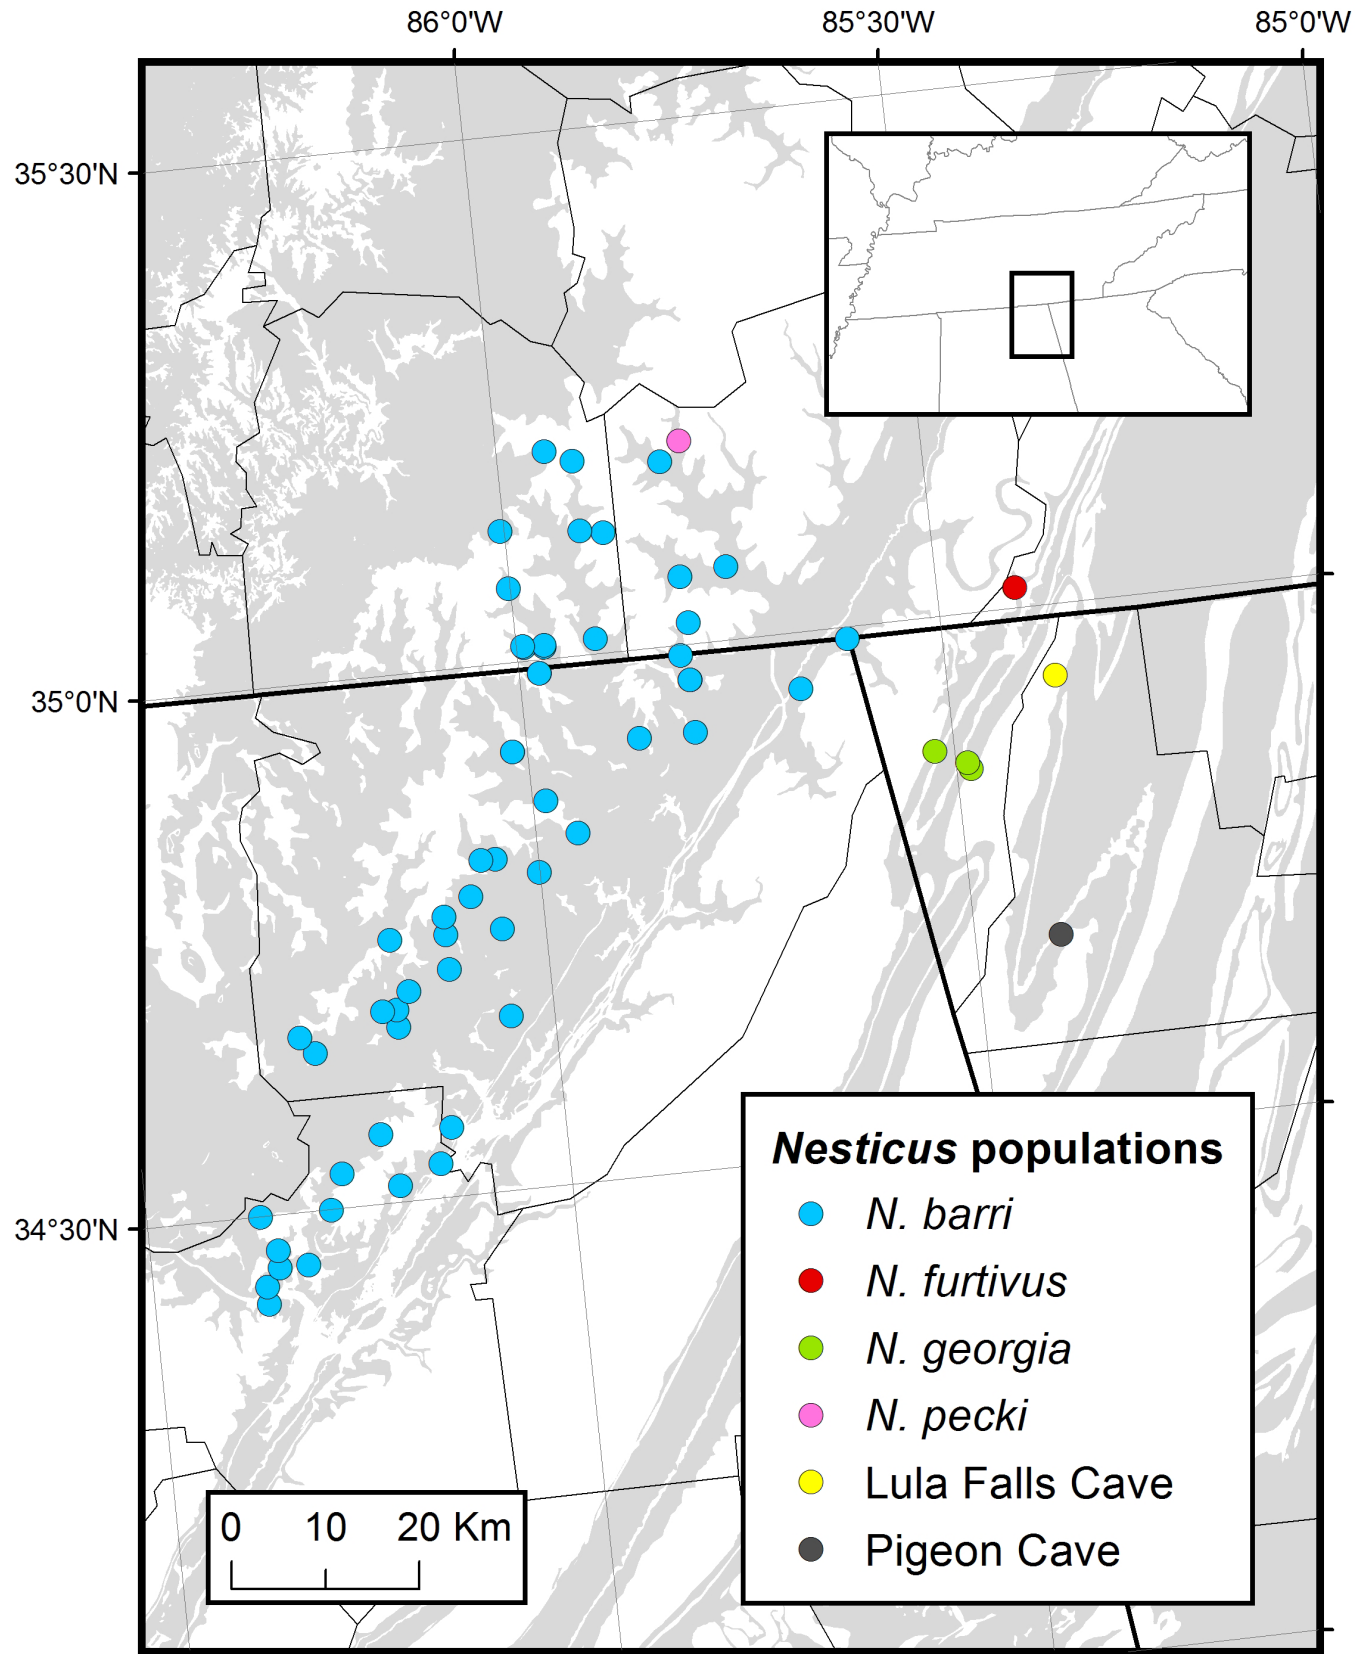 86°0'W 85°30'W 85°0'W
35°30'N
35°0'N
34°30'N
Nesticus populations
N. barri
N. furtivus
N. georgia
N. pecki
Lula Falls Cave
Pigeon Cave
0 10 20 Km